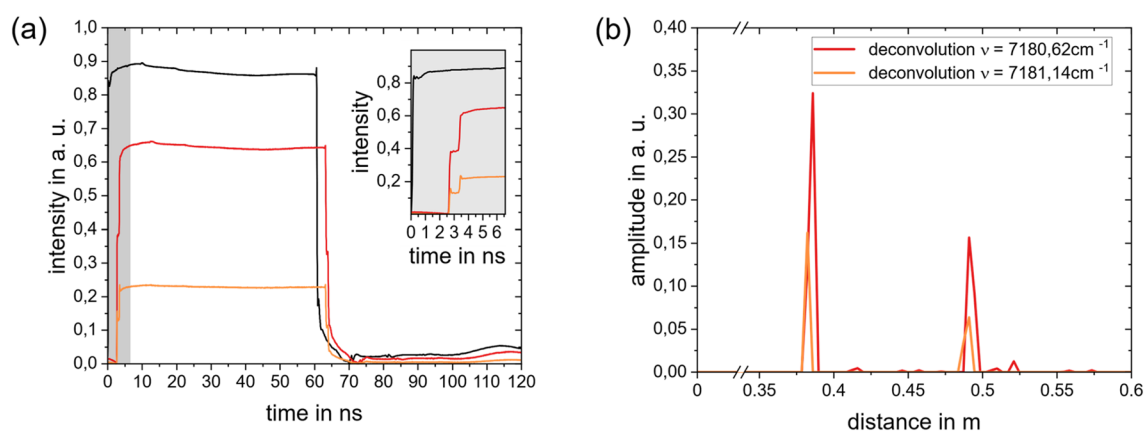 (a)
1,0
0,9
0,8
0,7
0,6
0,5
0,4
0,3
0,2
0,1
0,0
intensity in a. u.
0 10 20 30 40 50 60 70 80 90 100 110 120
time in ns
0,8
0,6
0,4
0,2
intensity
0 1 2 3 4 5 6
time in ns
(b)
0,40
0,35
0,30
0,25
0,20
0,15
0,10
0,05
0,00
amplitude in a. u.
deconvolution ν = 7180,62cm -1
deconvolution ν = 7181,14cm -1
0 0.35 0.4 0.45 0.5 0.55 0.6
distance in m